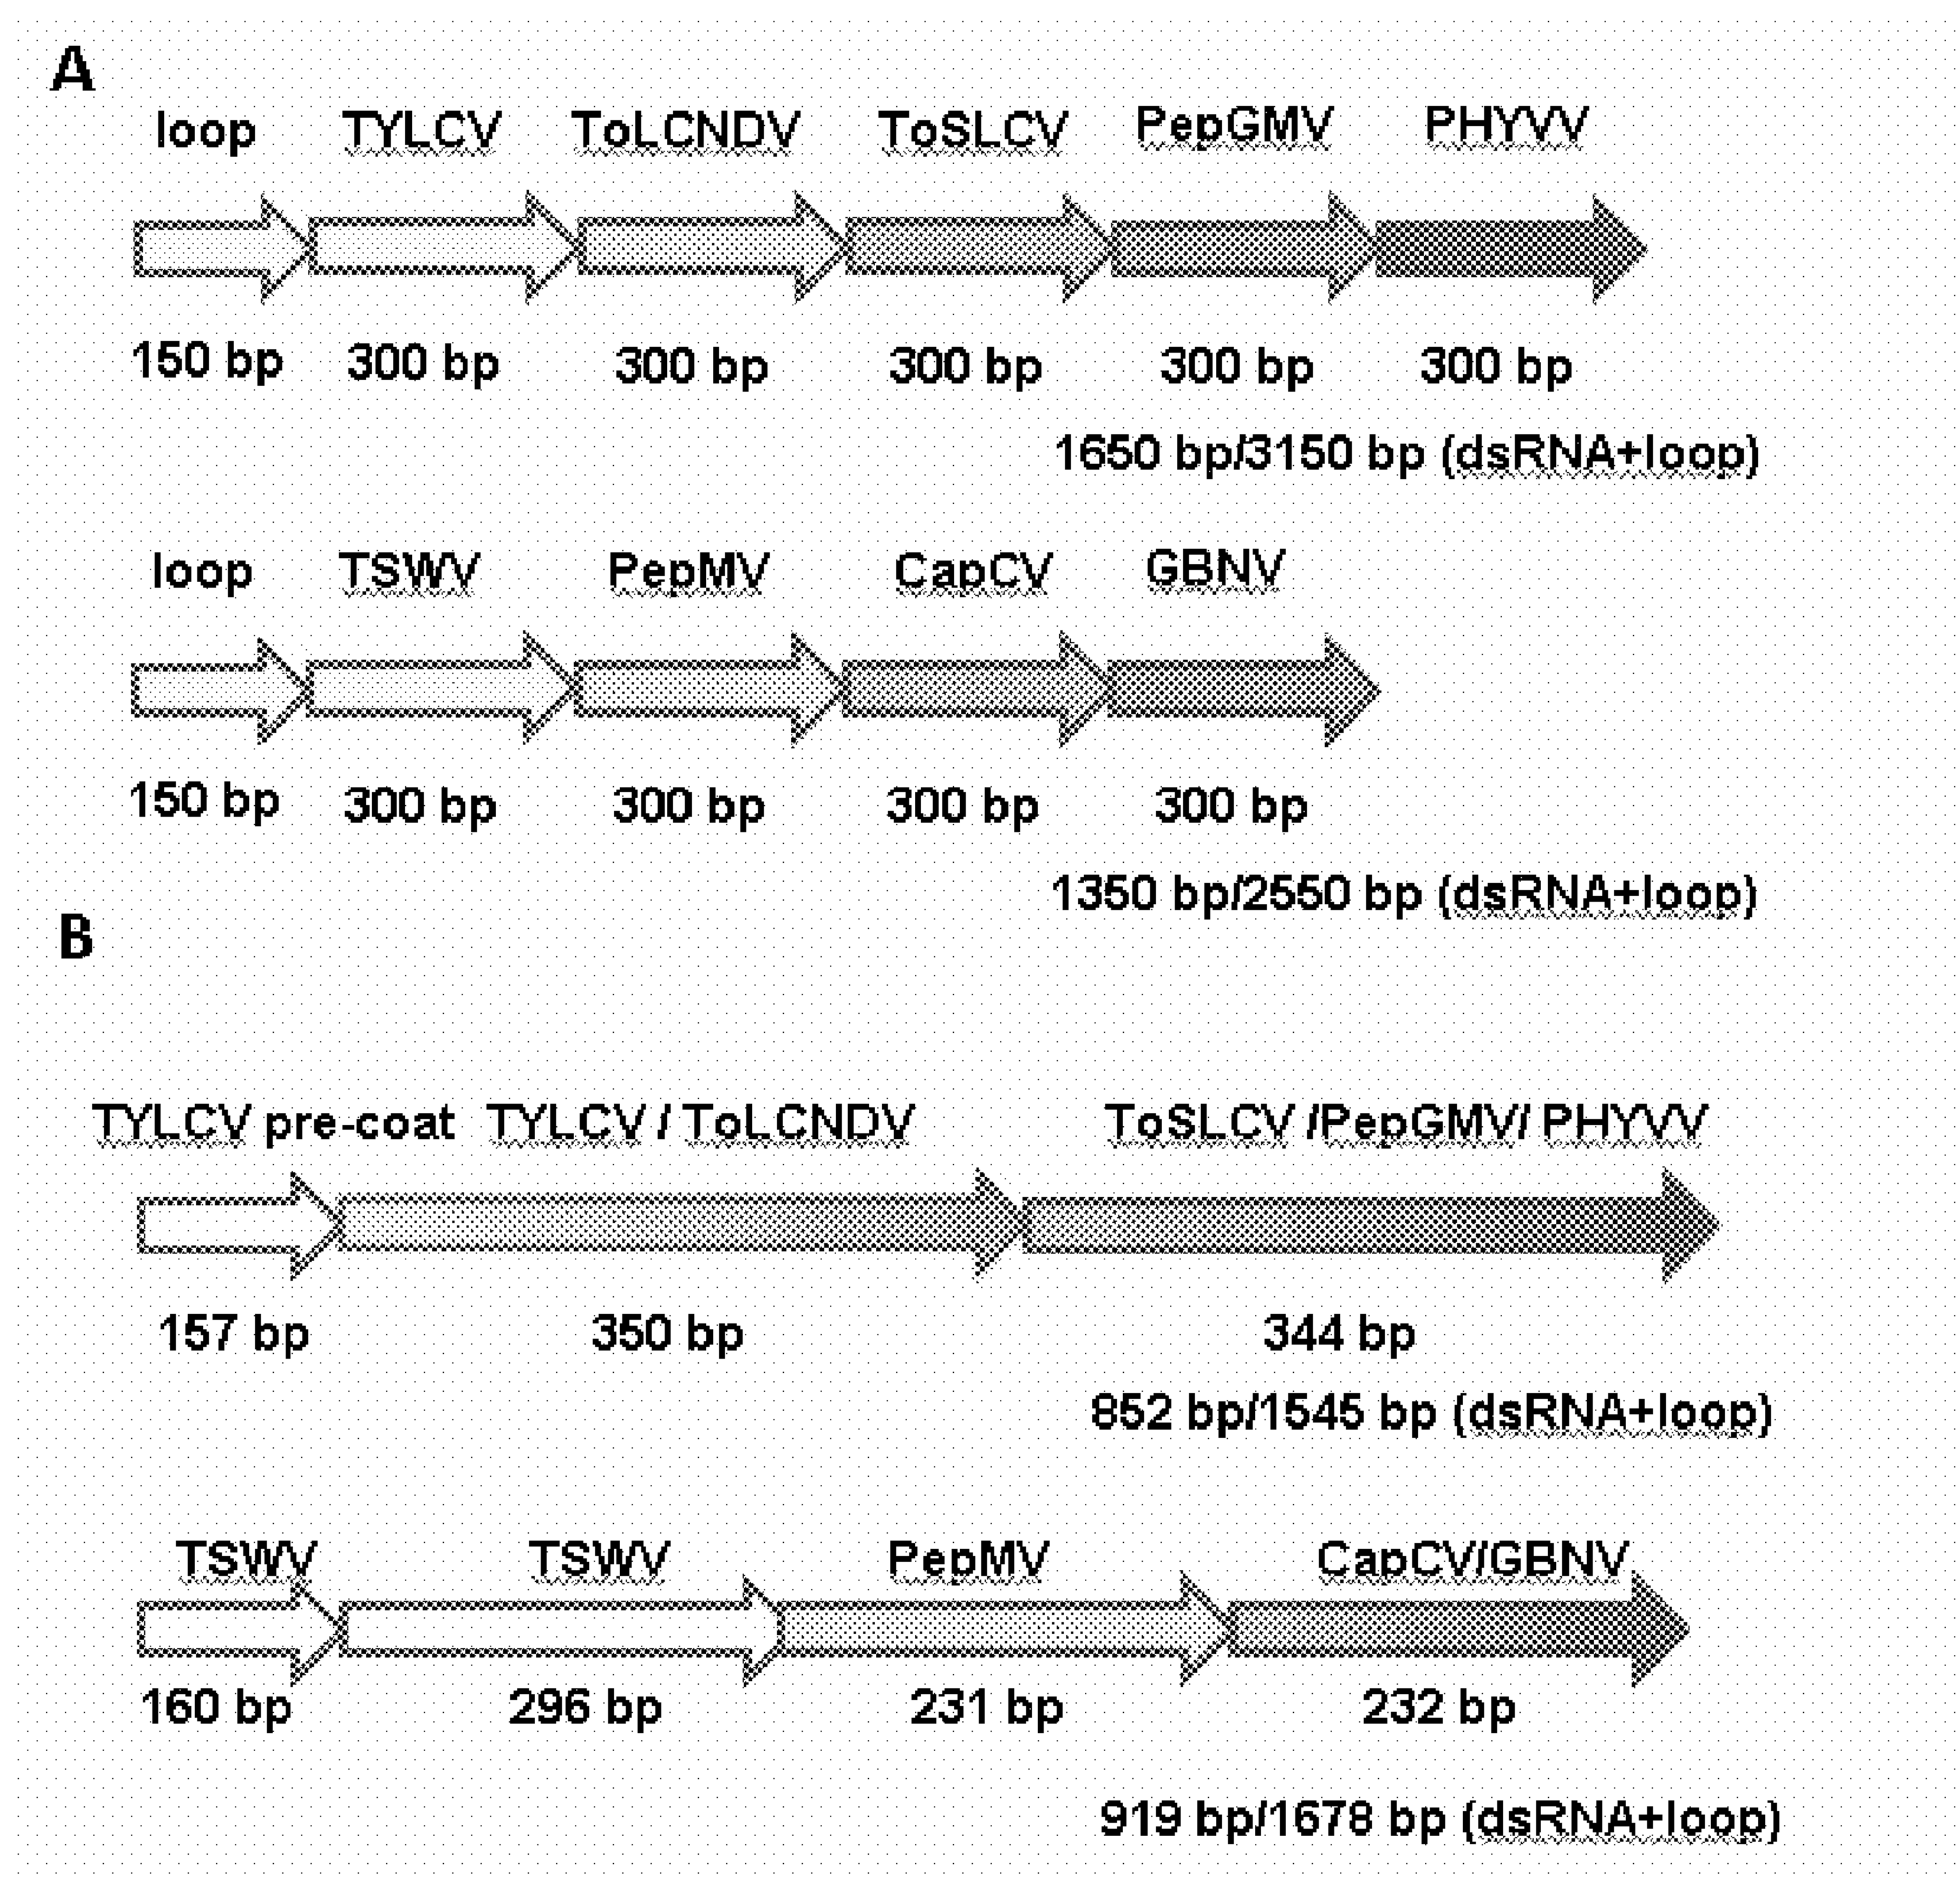 A
loop TYLCV ToLCNDV ToSLCV PepGMV PHYVV
150 bp 300 bp 300 bp 300 bp 300 bp 300 bp
1650 bp/3150 bp (dsRNA+loop)
loop TSWV PepMV CapCV GBNV
150 bp 300 bp 300 bp 300 bp 300 bp
1350 bp/2550 bp (dsRNA+loop)
B
TYLCV pre-coat TYLCV / ToLCNDV ToSLCV /PepGMV/ PHYVV
157 bp 350 bp 344 bp
852 bp/1545 bp (dsRNA+loop)
TSWV TSWV PepMV CapCV/GBNV
160 bp 296 bp 231 bp 232 bp
919 bp/1678 bp (dsRNA+loop)